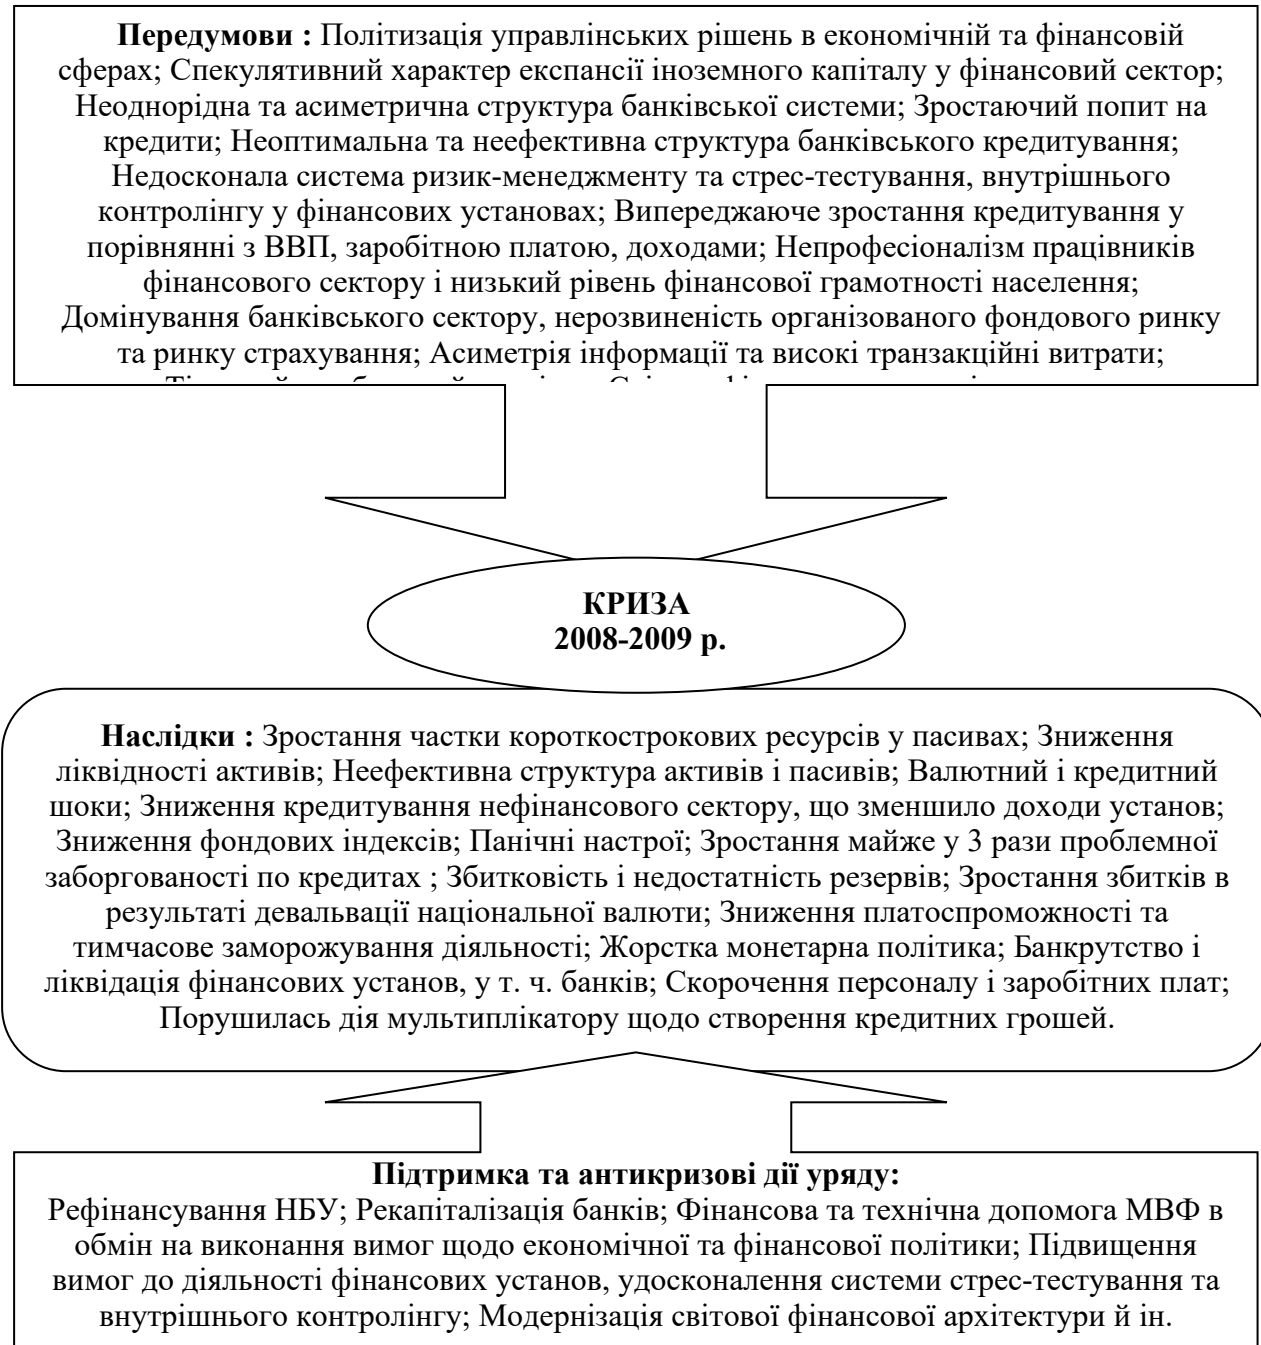 Передумови : Політизація управлінських рішень в економічній та фінансовій
сферах; Спекулятивний характер експансії іноземного капіталу у фінансовий сектор;
Неоднорідна та асиметрична структура банківської системи; Зростаючий попит на
кредити; Неоптимальна та неефективна структура банківського кредитування;
Недосконала система ризик-менеджменту та стрес-тестування, внутрішнього
контролінгу у фінансових установах; Випереджаюче зростання кредитування у
порівнянні з ВВП, заробітною платою, доходами; Непрофесіоналізм працівників
фінансового сектору і низький рівень фінансової грамотності населення;
Домінування банківського сектору, нерозвиненість організованого фондового ринку
та ринку страхування; Асиметрія інформації та високі транзакційні витрати;
КРИЗА
2008-2009 р.
Наслідки : Зростання частки короткострокових ресурсів у пасивах; Зниження
ліквідності активів; Неефективна структура активів і пасивів; Валютний і кредитний
шоки; Зниження кредитування нефінансового сектору, що зменшило доходи установ;
Зниження фондових індексів; Панічні настрої; Зростання майже у 3 рази проблемної
заборгованості по кредитах ; Збитковість і недостатність резервів; Зростання збитків в
результаті девальвації національної валюти; Зниження платоспроможності та
тимчасове заморожування діяльності; Жорстка монетарна політика; Банкрутство і
ліквідація фінансових установ, у т. ч. банків; Скорочення персоналу і заробітних плат;
Порушилась дія мультиплікатору щодо створення кредитних грошей.
Підтримка та антикризові дії уряду:
Рефінансування НБУ; Рекапіталізація банків; Фінансова та технічна допомога МВФ в
обмін на виконання вимог щодо економічної та фінансової політики; Підвищення
вимог до діяльності фінансових установ, удосконалення системи стрес-тестування та
внутрішнього контролінгу; Модернізація світової фінансової архітектури й ін.